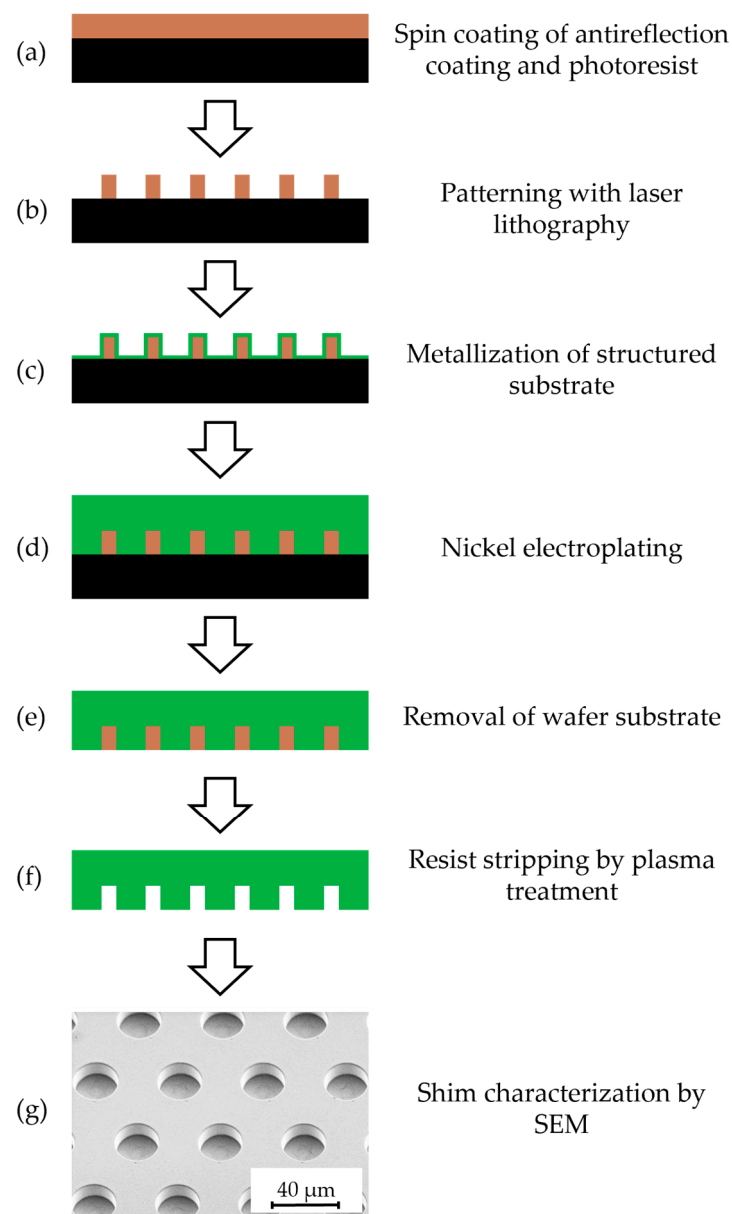 (a)
Spin coating of antireflection
coating and photoresist
(b)
Patterning with laser
lithography
(c)
Metallization of structured
substrate
(d)
Nickel electroplating
(e)
Removal of wafer substrate
(f)
Resist stripping by plasma
treatment
(g)
Shim characterization by
SEM
40 μm